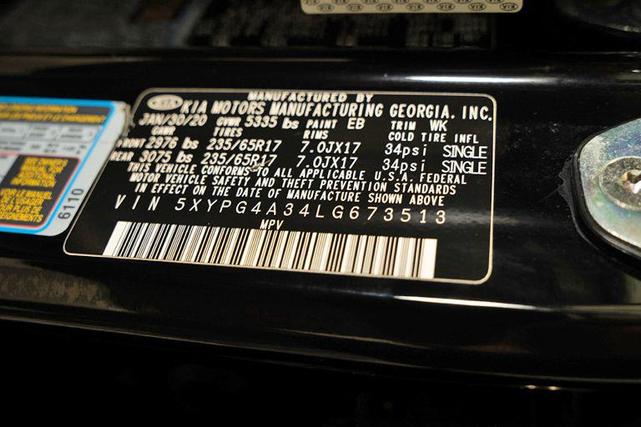 MANUFACTURED BY
KIA KIA MOTORS MANUFACTURING GEORGIA. INC.
JAN/30/20 GVWR 5335 lbs PAINT EB TRIM WK
GAWR TIRES RIMS COLD TIRE INFL
FRONT 2976 lbs 235/65R17 7.0JX17 34psi SINGLE
REAR 3075 lbs 235/65R17 7.0JX17 34psi SINGLE
THIS VEHICLE CONFORMS TO ALL APPLICABLE U.S.A. FEDERAL
MOTOR VEHICLE SAFETY AND THEFT PREVENTION STANDARDS
IN EFFECT ON THE DATE OF MANUFACTURE SHOWN ABOVE
VIN 5XYPG4A34LG673513
MPV
6110